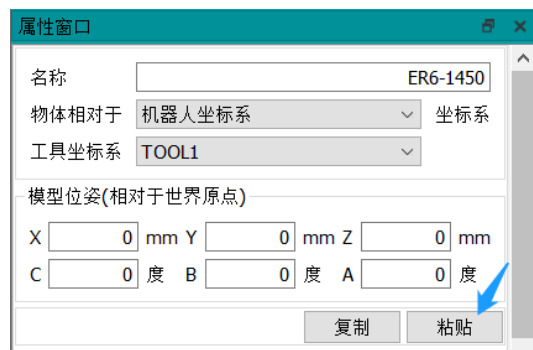 属性窗口
名称 ER6-1450
物体相对于 机器人坐标系 坐标系
工具坐标系 TOOL1
模型位姿(相对于世界原点)
X 0 mm Y 0 mm Z 0 mm
C 0 度 B 0 度 A 0 度
复制 粘贴